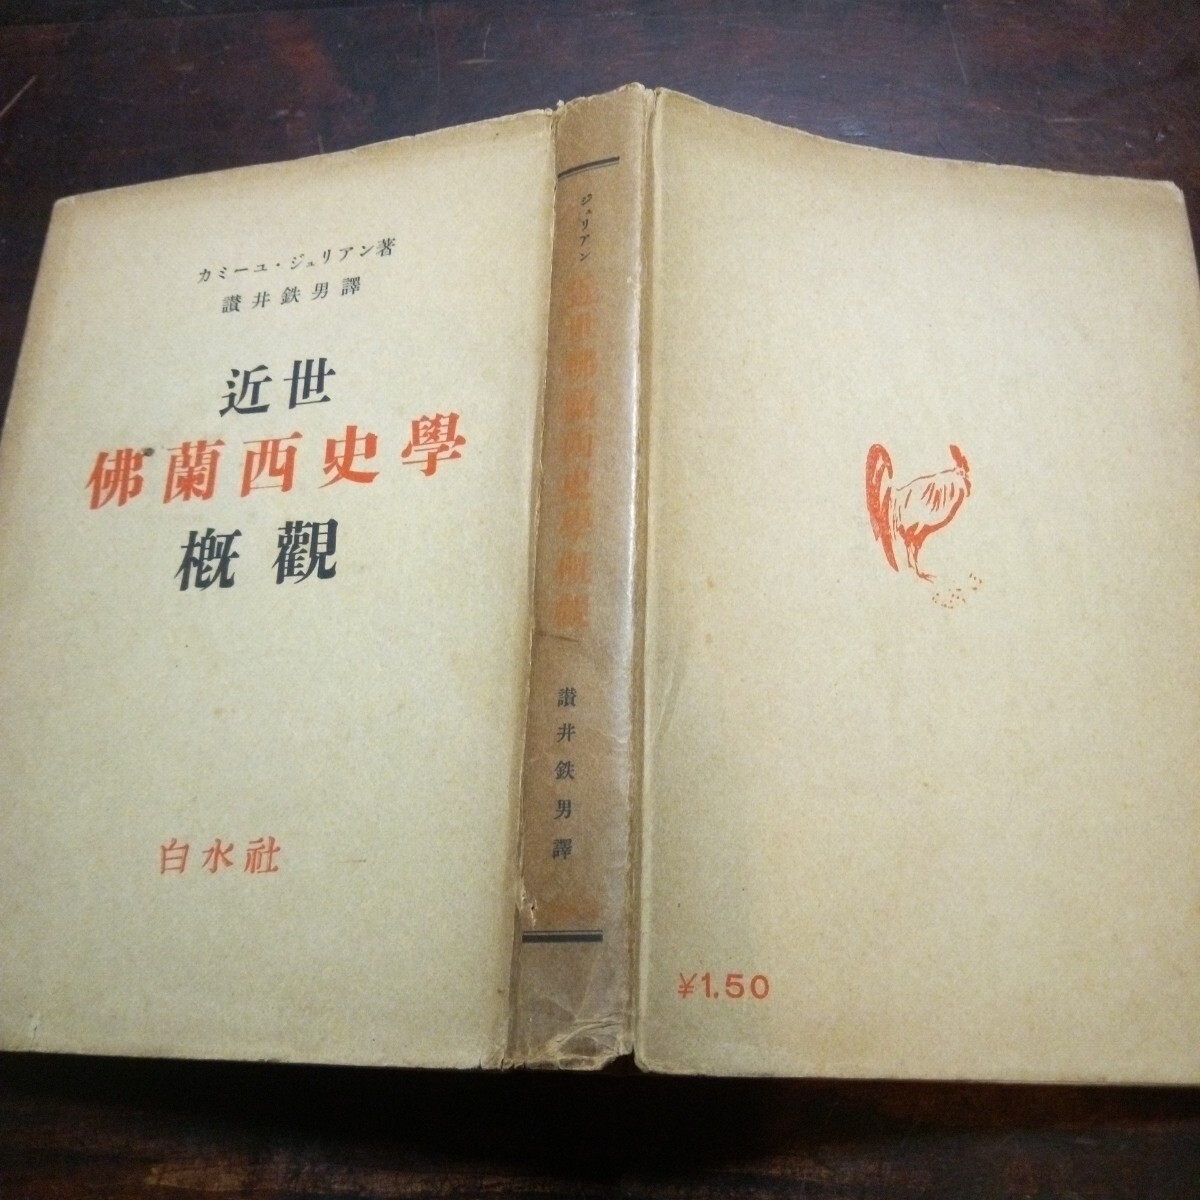 カミーユ・ジュリアン著
讃井鉄男譯
近世
佛蘭西史學
概觀
白水社
ジュリアン
近世佛蘭西史學概觀
讃井鉄男譯
¥1.50